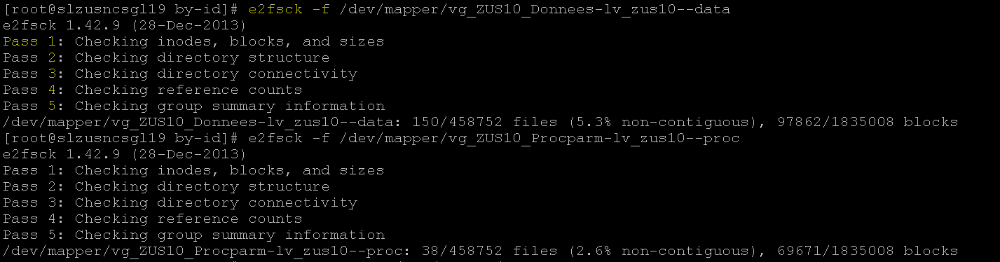 [root@slzusncsgl19 by-id]# e2fsck -f /dev/mapper/vg_ZUS10_Donnees-lv_zus10--data
e2fsck 1.42.9 (28-Dec-2013)
Pass 1: Checking inodes, blocks, and sizes
Pass 2: Checking directory structure
Pass 3: Checking directory connectivity
Pass 4: Checking reference counts
Pass 5: Checking group summary information
/dev/mapper/vg_ZUS10_Donnees-lv_zus10--data: 150/458752 files (5.3% non-contiguous), 97862/1835008 blocks
[root@slzusncsgl19 by-id]# e2fsck -f /dev/mapper/vg_ZUS10_Procparm-lv_zus10--proc
e2fsck 1.42.9 (28-Dec-2013)
Pass 1: Checking inodes, blocks, and sizes
Pass 2: Checking directory structure
Pass 3: Checking directory connectivity
Pass 4: Checking reference counts
Pass 5: Checking group summary information
/dev/mapper/vg_ZUS10_Procparm-lv_zus10--proc: 38/458752 files (2.6% non-contiguous), 69671/1835008 blocks